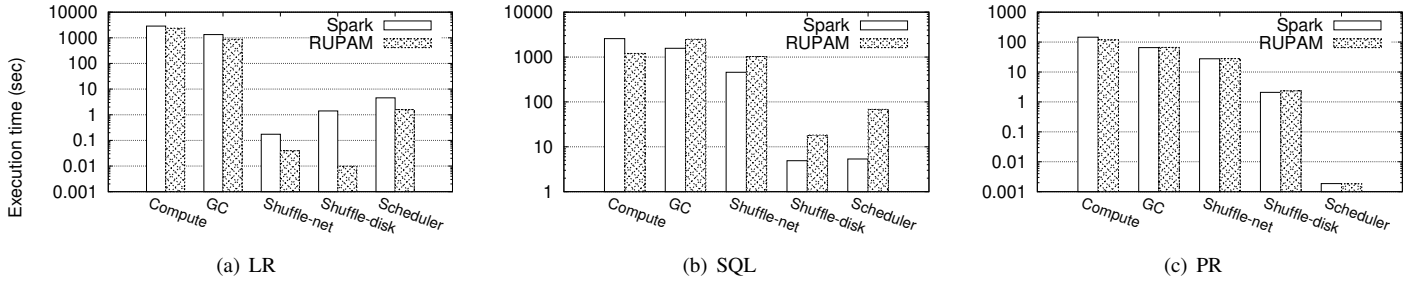 Execution time (sec)
10000
1000
100
10
1
0.1
0.01
0.001
Spark
RUPAM
Compute
GC
Shuffle-net
Shuffle-disk
Scheduler
(a) LR
10000
1000
100
10
1
Spark
RUPAM
Compute
GC
Shuffle-net
Shuffle-disk
Scheduler
(b) SQL
1000
100
10
1
0.1
0.01
0.001
Spark
RUPAM
Compute
GC
Shuffle-net
Shuffle-disk
Scheduler
(c) PR